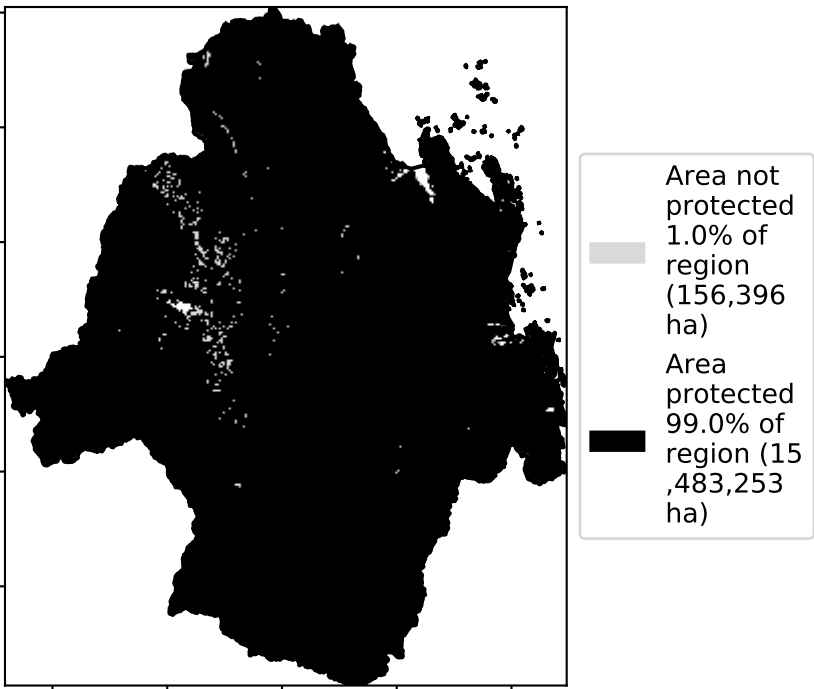 Area not
protected
1.0% of
region
(156,396
ha)
Area
protected
99.0% of
region (15
,483,253
ha)